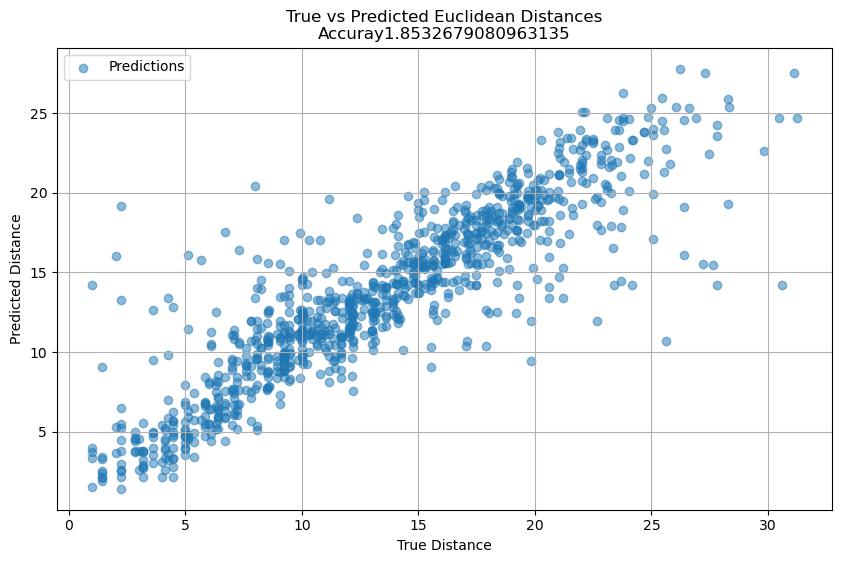 True vs Predicted Euclidean Distances
Accuray1.8532679080963135
Predictions
25
20
15
10
5
Predicted Distance
0 5 10 15 20 25 30
True Distance